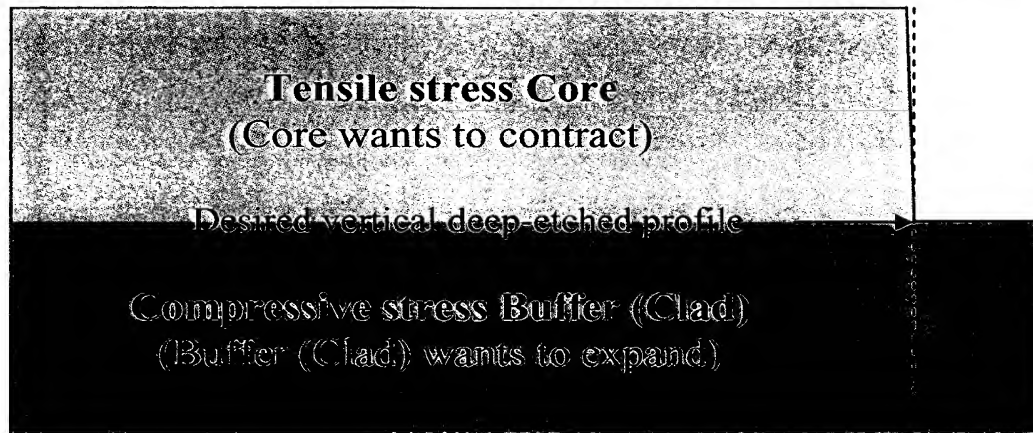 Tensile stress Core
(Core wants to contract)
Desired vertical deep-etched profile
Compressive stress Buffer (Clad)
(Buffer (Clad) wants to expand)